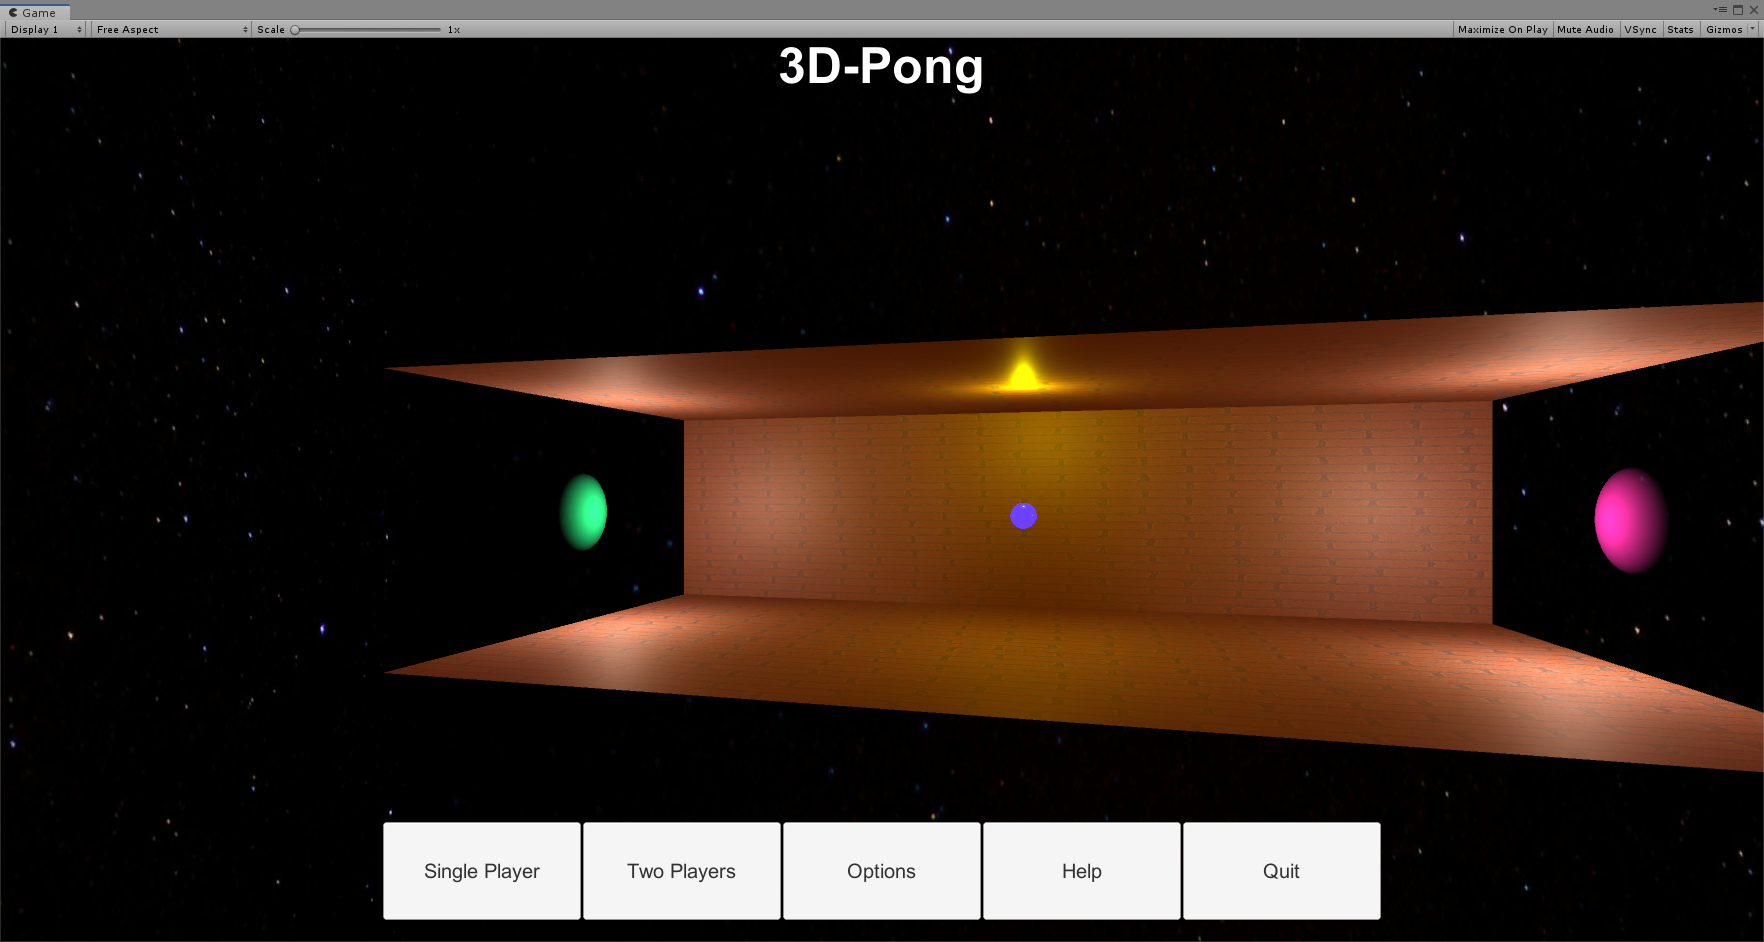 Game
Display 1 Free Aspect Scale 1x Maximize On Play Mute Audio VSync Stats Gizmos
3D-Pong
Single Player Two Players Options Help Quit